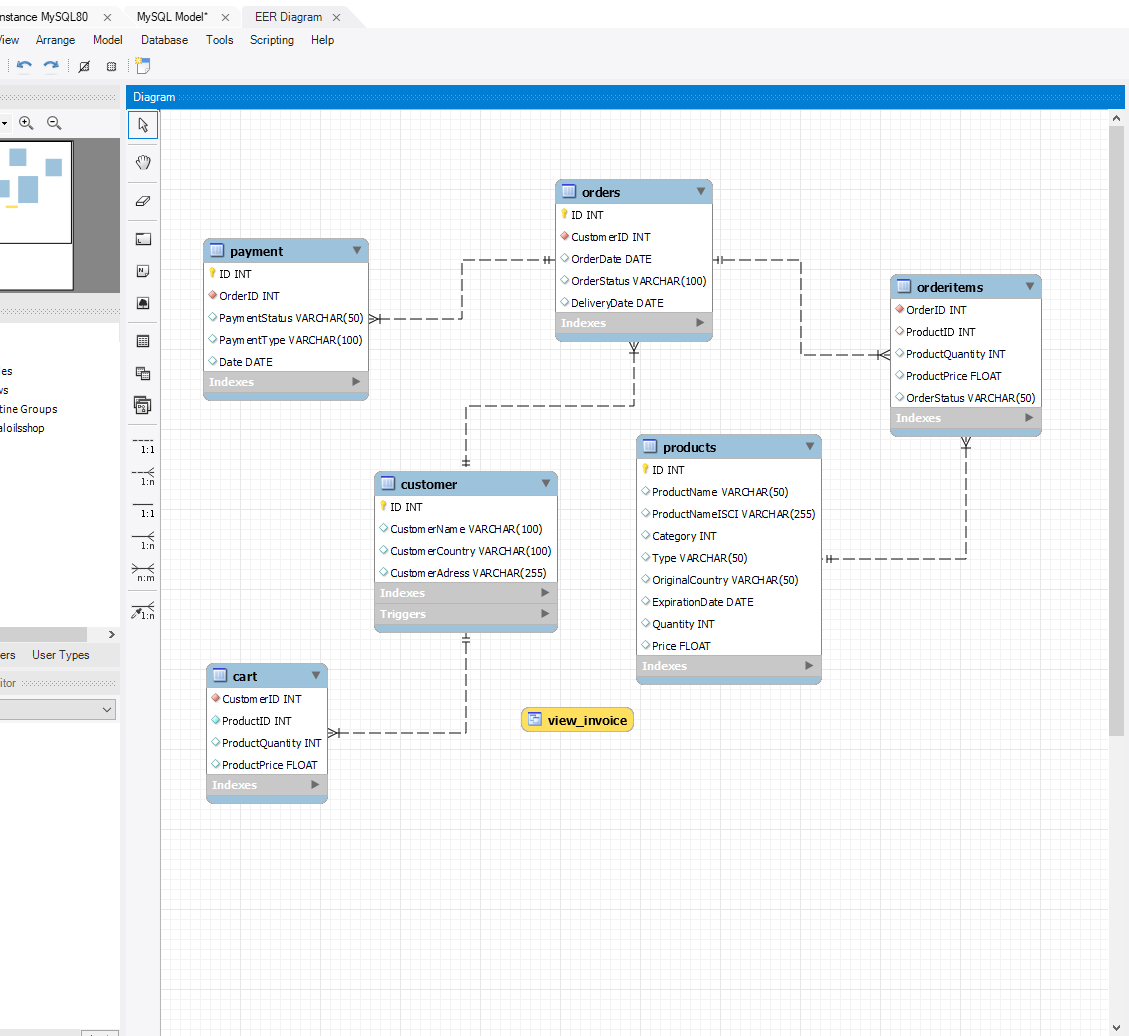 nstance MySQL80
MySQL Model*
EER Diagram
View Arrange Model Database Tools Scripting Help
Diagram
es
ws
tine Groups
aloilsshop
ers User Types
itor
1:1
1:n
1:1
1:n
n:m
1:n
payment
ID INT
OrderID INT
PaymentStatus VARCHAR(50)
PaymentType VARCHAR(100)
Date DATE
Indexes
orders
ID INT
CustomerID INT
OrderDate DATE
OrderStatus VARCHAR(100)
DeliveryDate DATE
Indexes
orderitems
OrderID INT
ProductID INT
ProductQuantity INT
ProductPrice FLOAT
OrderStatus VARCHAR(50)
Indexes
customer
ID INT
CustomerName VARCHAR(100)
CustomerCountry VARCHAR(100)
CustomerAdress VARCHAR(255)
Indexes
Triggers
products
ID INT
ProductName VARCHAR(50)
ProductNameISCI VARCHAR(255)
Category INT
Type VARCHAR(50)
OriginalCountry VARCHAR(50)
ExpirationDate DATE
Quantity INT
Price FLOAT
Indexes
cart
CustomerID INT
ProductID INT
ProductQuantity INT
ProductPrice FLOAT
Indexes
view_invoice